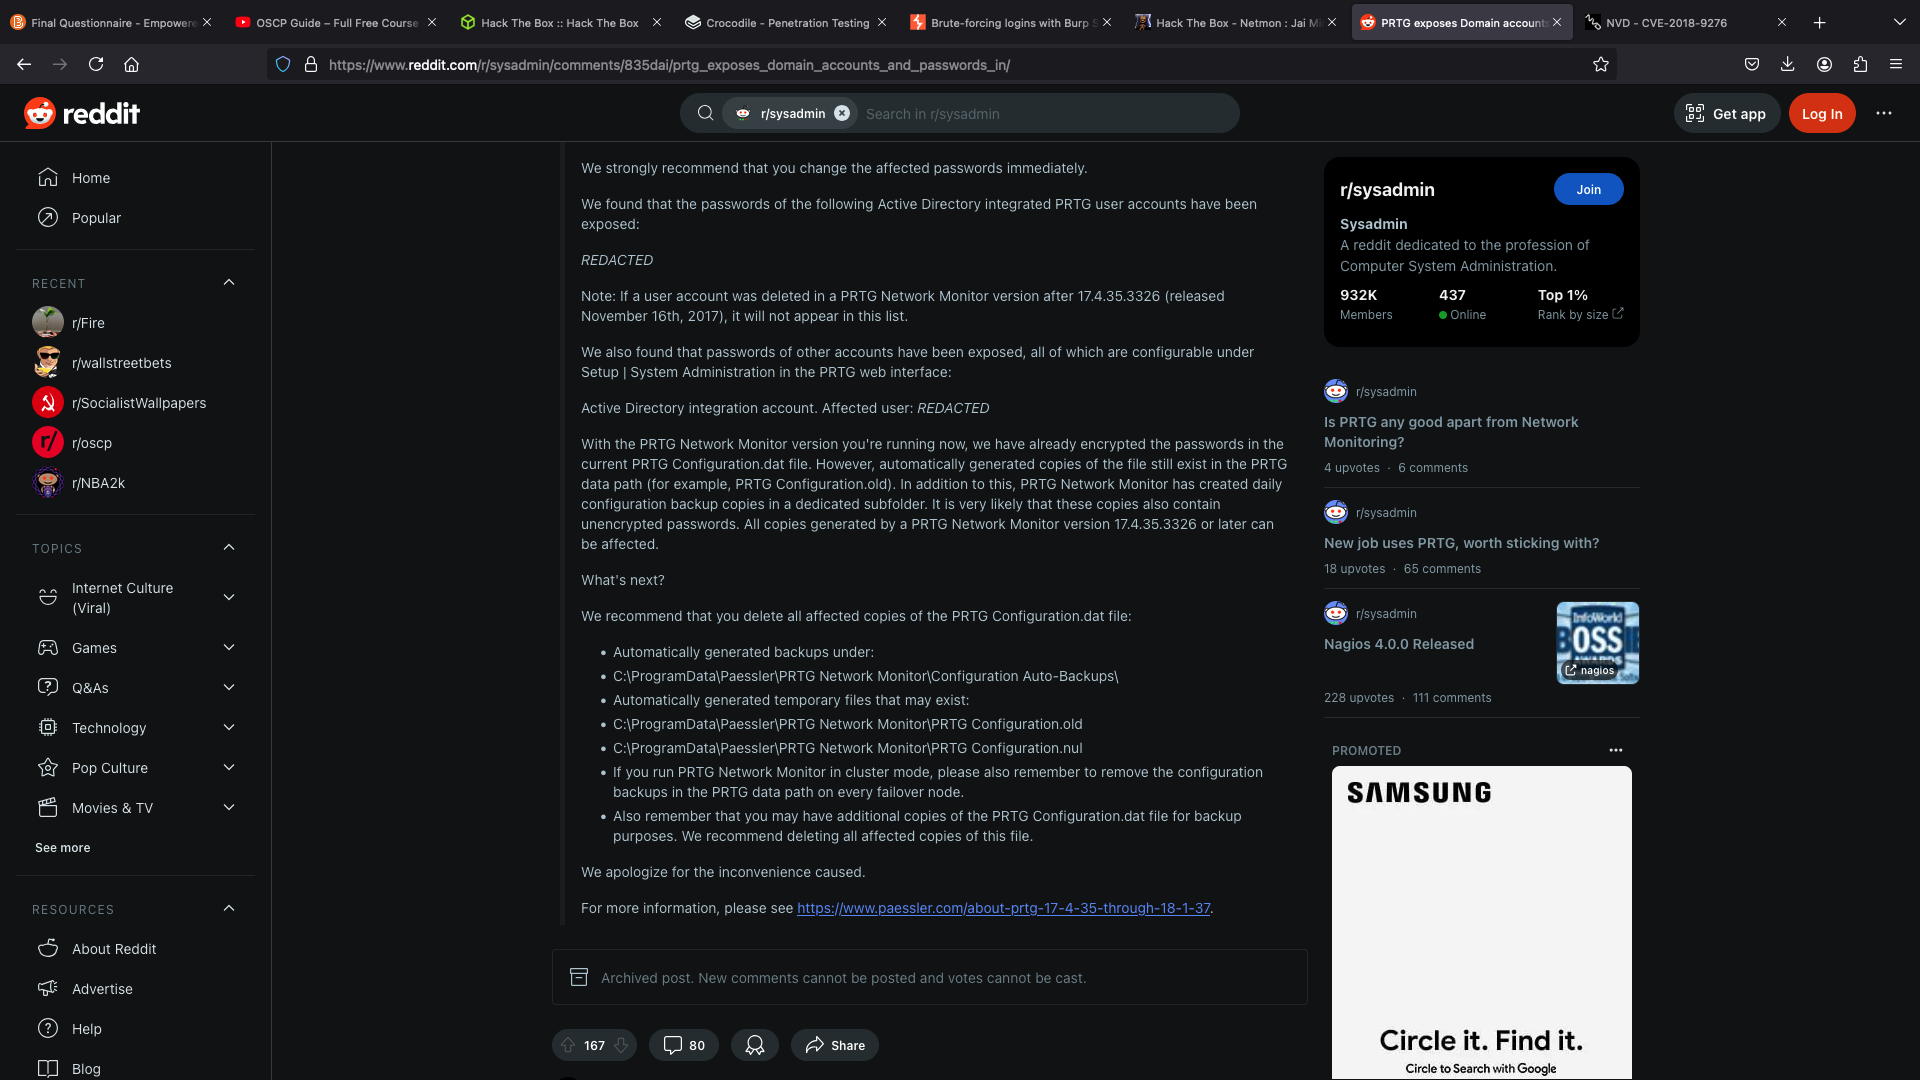 Final Questionnaire - Empowere
OSCP Guide – Full Free Course
Hack The Box :: Hack The Box
Crocodile - Penetration Testing
Brute-forcing logins with Burp S
Hack The Box - Netmon : Jai Mi
PRTG exposes Domain accounts
NVD - CVE-2018-9276
https://www.reddit.com/r/sysadmin/comments/835dai/prtg_exposes_domain_accounts_and_passwords_in/
reddit
r/sysadmin
Search in r/sysadmin
Get app
Log In
Home
Popular
RECENT
r/Fire
r/wallstreetbets
r/SocialistWallpapers
r/
r/oscp
r/NBA2k
TOPICS
Internet Culture
(Viral)
Games
Q&As
Technology
Pop Culture
Movies & TV
See more
RESOURCES
About Reddit
Advertise
Help
Blog
We strongly recommend that you change the affected passwords immediately.
We found that the passwords of the following Active Directory integrated PRTG user accounts have been
exposed:
REDACTED
Note: If a user account was deleted in a PRTG Network Monitor version after 17.4.35.3326 (released
November 16th, 2017), it will not appear in this list.
We also found that passwords of other accounts have been exposed, all of which are configurable under
Setup | System Administration in the PRTG web interface:
Active Directory integration account. Affected user: REDACTED
With the PRTG Network Monitor version you're running now, we have already encrypted the passwords in the
current PRTG Configuration.dat file. However, automatically generated copies of the file still exist in the PRTG
data path (for example, PRTG Configuration.old). In addition to this, PRTG Network Monitor has created daily
configuration backup copies in a dedicated subfolder. It is very likely that these copies also contain
unencrypted passwords. All copies generated by a PRTG Network Monitor version 17.4.35.3326 or later can
be affected.
What's next?
We recommend that you delete all affected copies of the PRTG Configuration.dat file:
• Automatically generated backups under:
• C:\ProgramData\Paessler\PRTG Network Monitor\Configuration Auto-Backups\
• Automatically generated temporary files that may exist:
• C:\ProgramData\Paessler\PRTG Network Monitor\PRTG Configuration.old
• C:\ProgramData\Paessler\PRTG Network Monitor\PRTG Configuration.nul
• If you run PRTG Network Monitor in cluster mode, please also remember to remove the configuration
backups in the PRTG data path on every failover node.
• Also remember that you may have additional copies of the PRTG Configuration.dat file for backup
purposes. We recommend deleting all affected copies of this file.
We apologize for the inconvenience caused.
For more information, please see https://www.paessler.com/about-prtg-17-4-35-through-18-1-37.
Archived post. New comments cannot be posted and votes cannot be cast.
167
80
Share
r/sysadmin
Join
Sysadmin
A reddit dedicated to the profession of
Computer System Administration.
932K 437 Top 1%
Members Online Rank by size
r/sysadmin
Is PRTG any good apart from Network
Monitoring?
4 upvotes · 6 comments
r/sysadmin
New job uses PRTG, worth sticking with?
18 upvotes · 65 comments
r/sysadmin
Nagios 4.0.0 Released
InfoWorld
BOSS
nagios
228 upvotes · 111 comments
PROMOTED
SAMSUNG
Circle it. Find it.
Circle to Search with Google